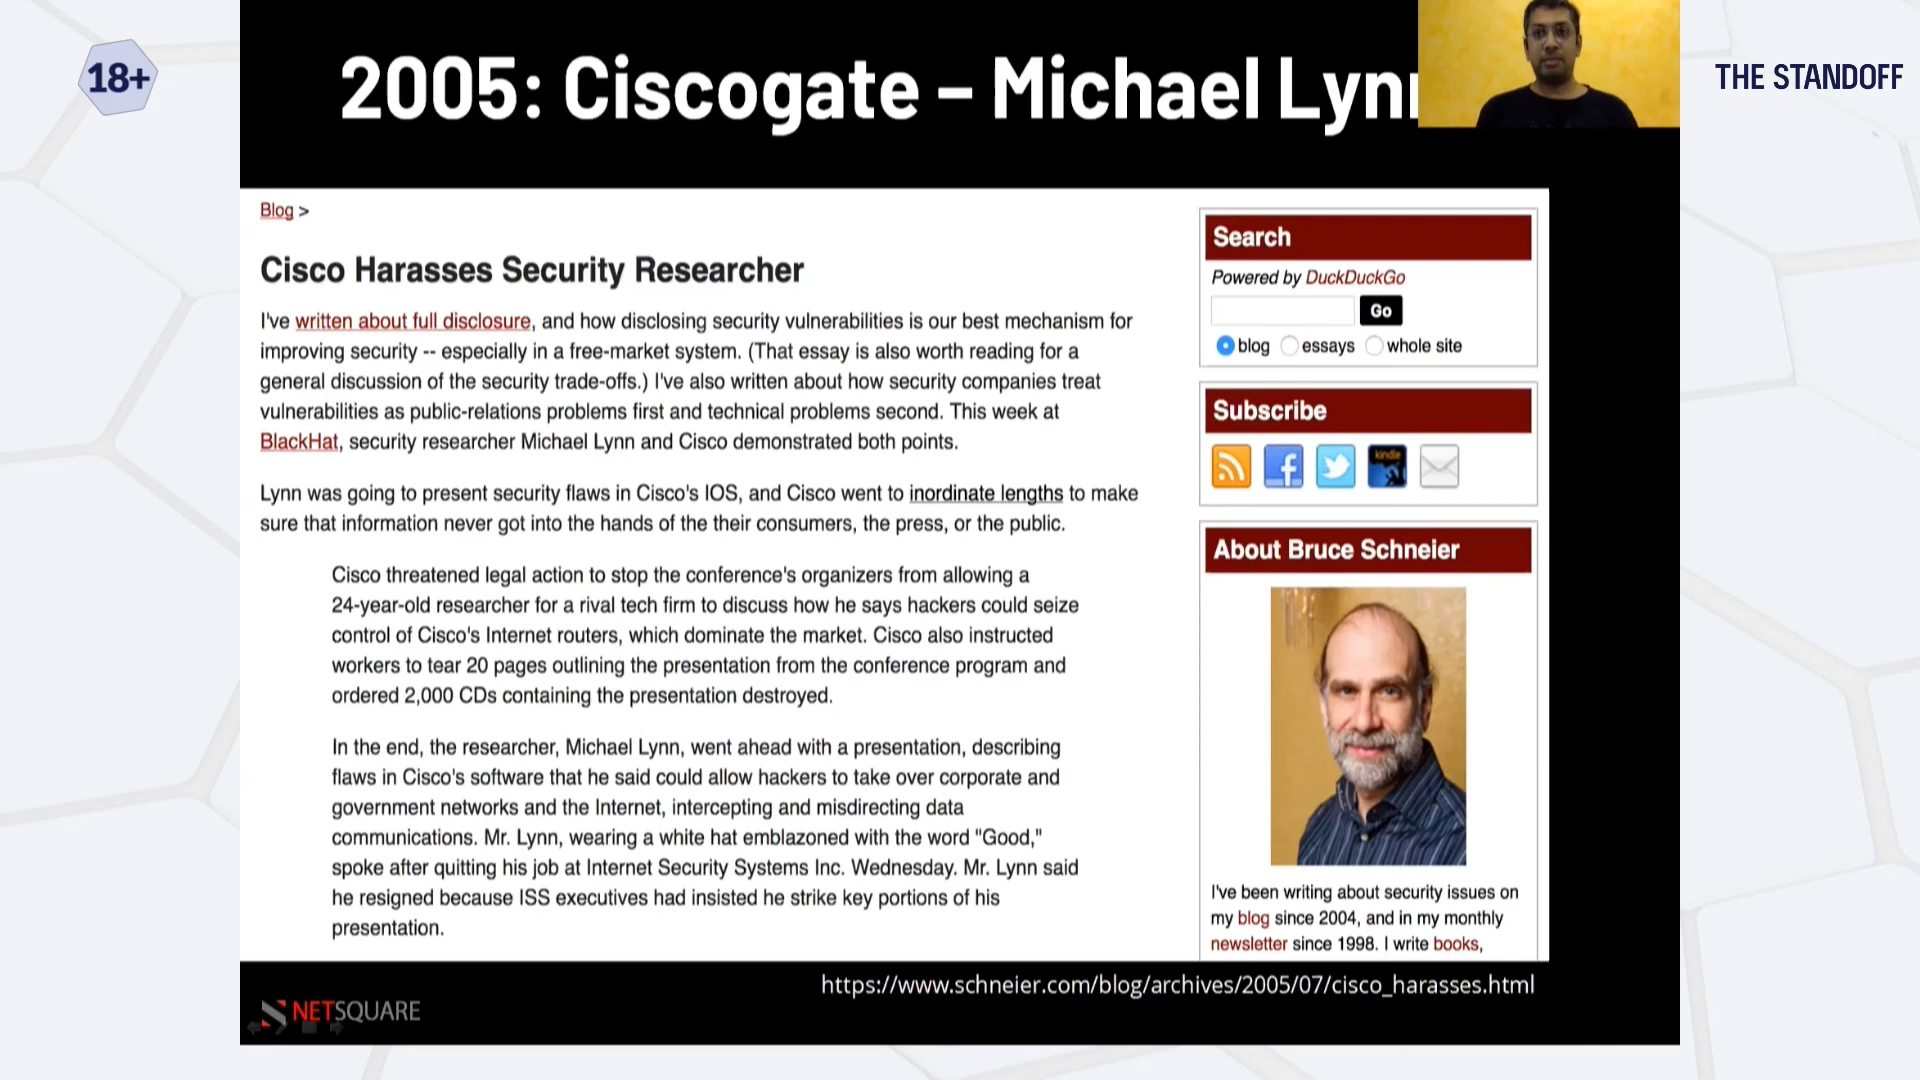 18+
2005: Ciscogate – Michael Lyn
THE STANDOFF
Blog >
Cisco Harasses Security Researcher
I've written about full disclosure, and how disclosing security vulnerabilities is our best mechanism for
improving security -- especially in a free-market system. (That essay is also worth reading for a
general discussion of the security trade-offs.) I've also written about how security companies treat
vulnerabilities as public-relations problems first and technical problems second. This week at
BlackHat, security researcher Michael Lynn and Cisco demonstrated both points.
Lynn was going to present security flaws in Cisco's IOS, and Cisco went to inordinate lengths to make
sure that information never got into the hands of the their consumers, the press, or the public.
Cisco threatened legal action to stop the conference's organizers from allowing a
24-year-old researcher for a rival tech firm to discuss how he says hackers could seize
control of Cisco's Internet routers, which dominate the market. Cisco also instructed
workers to tear 20 pages outlining the presentation from the conference program and
ordered 2,000 CDs containing the presentation destroyed.
In the end, the researcher, Michael Lynn, went ahead with a presentation, describing
flaws in Cisco's software that he said could allow hackers to take over corporate and
government networks and the Internet, intercepting and misdirecting data
communications. Mr. Lynn, wearing a white hat emblazoned with the word "Good,"
spoke after quitting his job at Internet Security Systems Inc. Wednesday. Mr. Lynn said
he resigned because ISS executives had insisted he strike key portions of his
presentation.
Search
Powered by DuckDuckGo
Go
blog essays whole site
Subscribe
kindle
About Bruce Schneier
I've been writing about security issues on
my blog since 2004, and in my monthly
newsletter since 1998. I write books,
https://www.schneier.com/blog/archives/2005/07/cisco_harasses.html
NETSQUARE